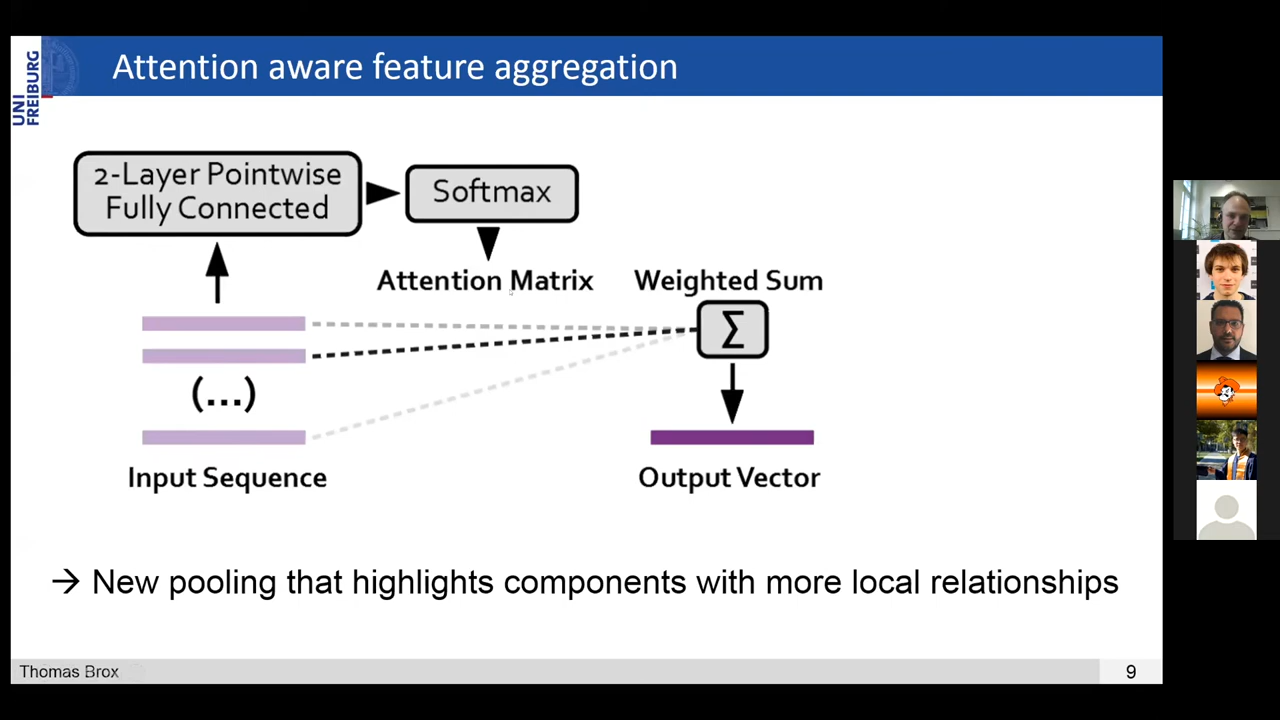 UNI
FREIBURG
Attention aware feature aggregation
2-Layer Pointwise
Fully Connected
Softmax
Attention Matrix
Weighted Sum
Σ
(...)
Input Sequence
Output Vector
→ New pooling that highlights components with more local relationships
Thomas Brox
9